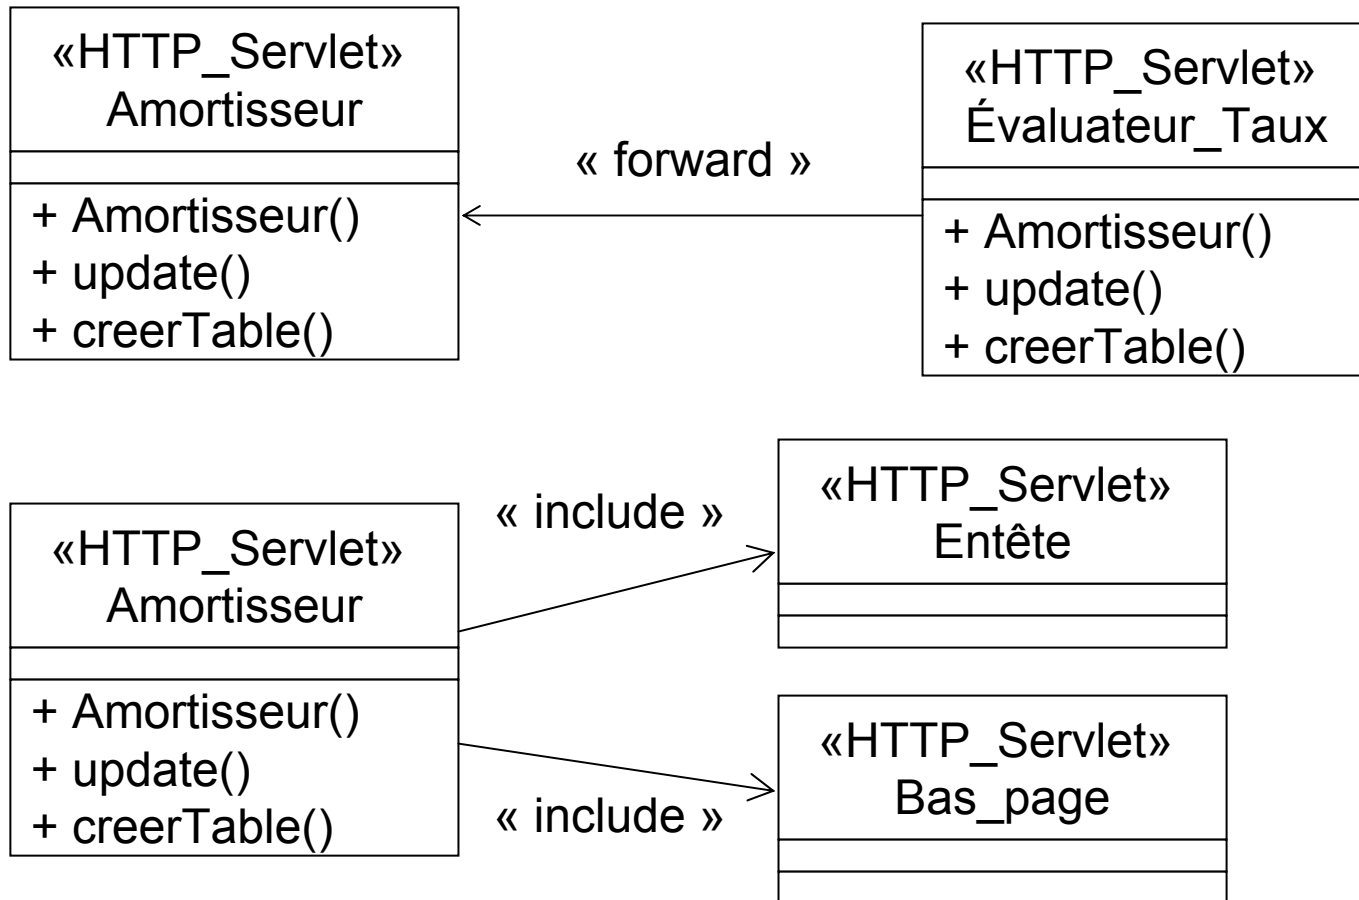 «HTTP_Servlet»
Amortisseur
+ Amortisseur()
+ update()
+ creerTable()
« forward »
«HTTP_Servlet»
Évaluateur_Taux
+ Amortisseur()
+ update()
+ creerTable()
«HTTP_Servlet»
Amortisseur
+ Amortisseur()
+ update()
+ creerTable()
« include »
«HTTP_Servlet»
Entête
« include »
«HTTP_Servlet»
Bas_page